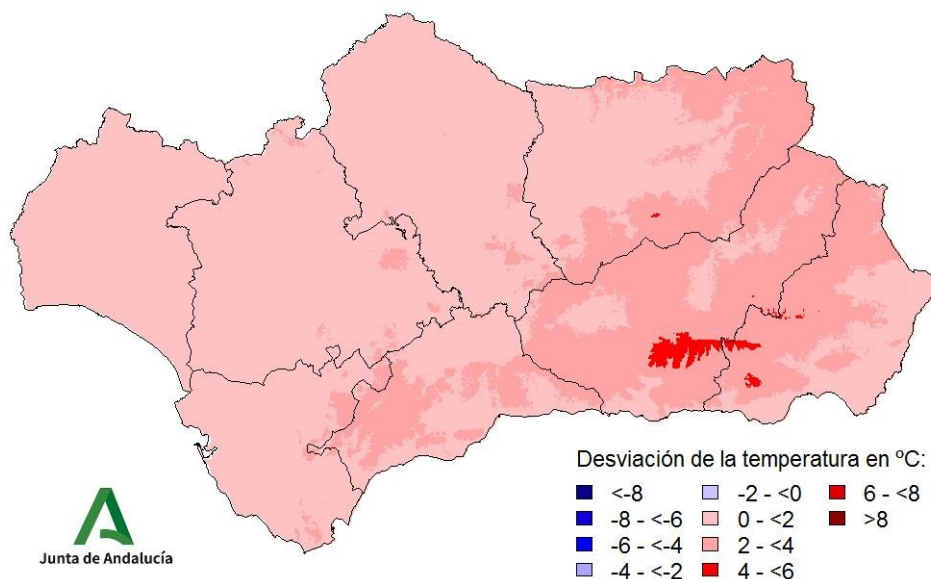 Desviación de la temperatura en ºC:
<-8
-8 - <-6
-6 - <-4
-4 - <-2
-2 - <0
0 - <2
2 - <4
4 - <6
6 - <8
>8
Junta de Andalucía